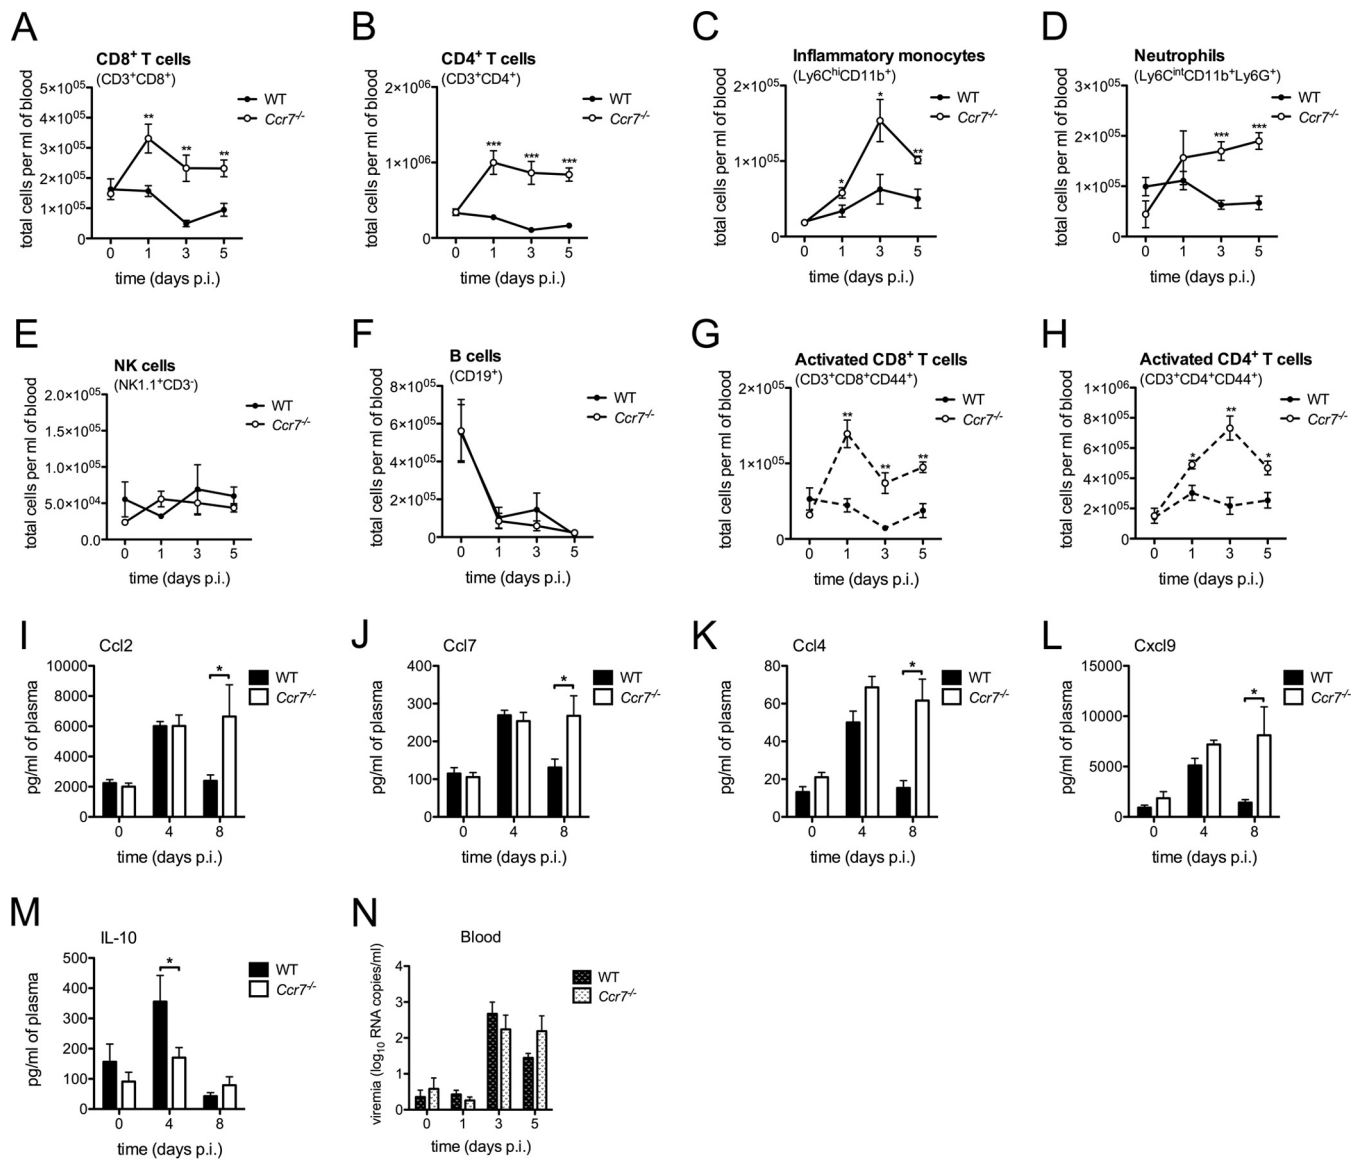 A
CD8⁺ T cells
(CD3⁺CD8⁺)
total cells per ml of blood
5×10⁰⁵
4×10⁰⁵
3×10⁰⁵
2×10⁰⁵
1×10⁰⁵
0
** ** **
0 1 3 5
time (days p.i.)
WT
Ccr7⁻/⁻
B
CD4⁺ T cells
(CD3⁺CD4⁺)
total cells per ml of blood
2×10⁰⁶
1×10⁰⁶
0
*** *** ***
0 1 3 5
time (days p.i.)
WT
Ccr7⁻/⁻
C
Inflammatory monocytes
(Ly6CʰⁱCD11b⁺)
total cells per ml of blood
2×10⁰⁵
1×10⁰⁵
0
* * **
0 1 3 5
time (days p.i.)
WT
Ccr7⁻/⁻
D
Neutrophils
(Ly6CⁱⁿᵗCD11b⁺Ly6G⁺)
total cells per ml of blood
3×10⁰⁵
2×10⁰⁵
1×10⁰⁵
0
*** ***
0 1 3 5
time (days p.i.)
WT
Ccr7⁻/⁻
E
NK cells
(NK1.1⁺CD3⁻)
total cells per ml of blood
2.0×10⁰⁵
1.5×10⁰⁵
1.0×10⁰⁵
5.0×10⁰⁴
0.0
0 1 3 5
time (days p.i.)
WT
Ccr7⁻/⁻
F
B cells
(CD19⁺)
total cells per ml of blood
8×10⁰⁵
6×10⁰⁵
4×10⁰⁵
2×10⁰⁵
0
0 1 3 5
time (days p.i.)
WT
Ccr7⁻/⁻
G
Activated CD8⁺ T cells
(CD3⁺CD8⁺CD44⁺)
total cells per ml of blood
2×10⁰⁵
1×10⁰⁵
0
** ** **
0 1 3 5
time (days p.i.)
WT
Ccr7⁻/⁻
H
Activated CD4⁺ T cells
(CD3⁺CD4⁺CD44⁺)
total cells per ml of blood
1×10⁰⁶
8×10⁰⁵
6×10⁰⁵
4×10⁰⁵
2×10⁰⁵
0
* ** *
0 1 3 5
time (days p.i.)
WT
Ccr7⁻/⁻
I
Ccl2
pg/ml of plasma
10000
8000
6000
4000
2000
0
*
0 4 8
time (days p.i.)
WT
Ccr7⁻/⁻
J
Ccl7
pg/ml of plasma
400
300
200
100
0
*
0 4 8
time (days p.i.)
WT
Ccr7⁻/⁻
K
Ccl4
pg/ml of plasma
80
60
40
20
0
*
0 4 8
time (days p.i.)
WT
Ccr7⁻/⁻
L
Cxcl9
pg/ml of plasma
15000
10000
5000
0
*
0 4 8
time (days p.i.)
WT
Ccr7⁻/⁻
M
IL-10
pg/ml of plasma
500
400
300
200
100
0
*
0 4 8
time (days p.i.)
WT
Ccr7⁻/⁻
N
Blood
viremia (log₁₀ RNA copies/ml)
4
3
2
1
0
0 1 3 5
time (days p.i.)
WT
Ccr7⁻/⁻